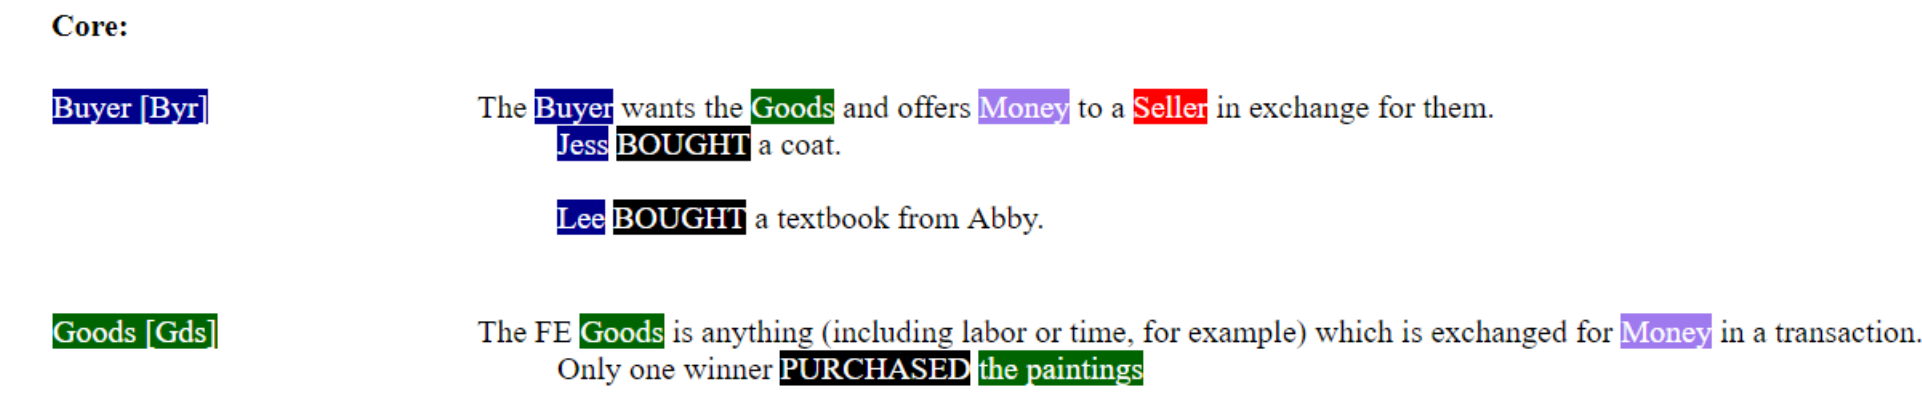 Core:
Buyer [Byr] The Buyer wants the Goods and offers Money to a Seller in exchange for them.
Jess BOUGHT a coat.
Lee BOUGHT a textbook from Abby.
Goods [Gds] The FE Goods is anything (including labor or time, for example) which is exchanged for Money in a transaction.
Only one winner PURCHASED the paintings